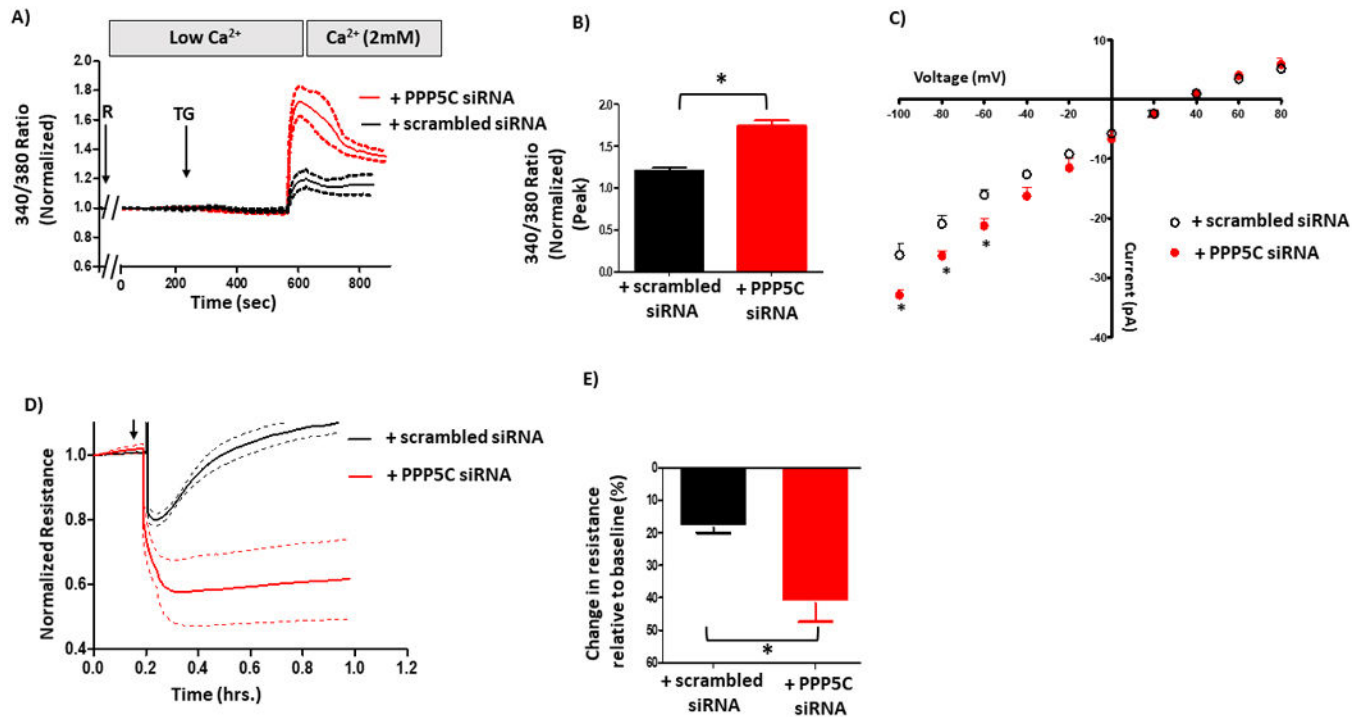 A)
Low Ca²⁺
Ca²⁺ (2mM)
2.0
1.8
1.6
1.4
1.2
1.0
0.8
0.6
340/380 Ratio
(Normalized)
R
TG
+ PPP5C siRNA
+ scrambled siRNA
0
200
400
600
800
1000
Time (sec)
B)
*
340/380 Ratio
(Normalized)
(Peak)
2.0
1.5
1.0
0.5
0.0
+ scrambled
siRNA
+ PPP5C
siRNA
C)
Voltage (mV)
-100
-80
-60
-40
-20
0
20
40
60
80
10
-10
-20
-30
-40
Current (pA)
*
*
*
+ scrambled siRNA
+ PPP5C siRNA
D)
Normalized Resistance
1.0
0.8
0.6
0.4
0.0
0.2
0.4
0.6
0.8
1.0
1.2
Time (hrs.)
+ scrambled siRNA
+ PPP5C siRNA
E)
Change in resistance
relative to baseline (%)
0
10
20
30
40
50
60
*
+ scrambled
siRNA
+ PPP5C
siRNA